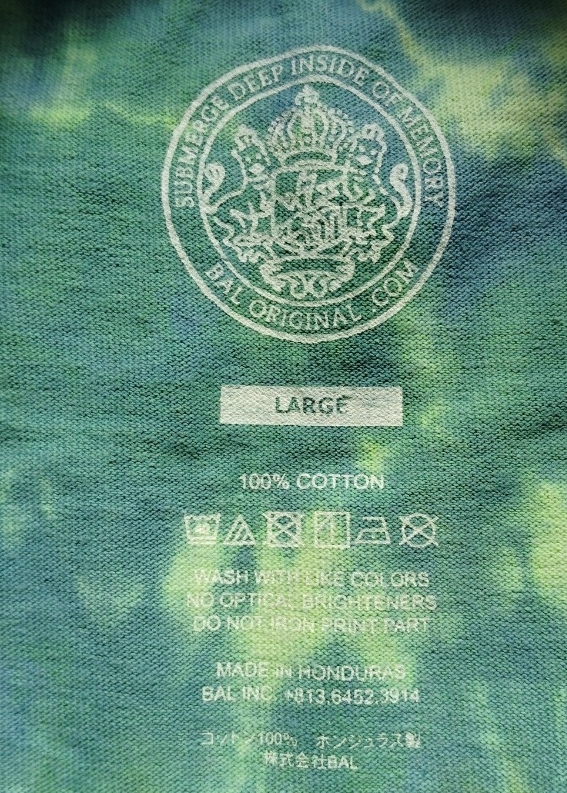 SUBMERGE DEEP INSIDE OF MEMORY
BAL ORIGINAL .COM
LARGE
100% COTTON
WASH WITH LIKE COLORS
NO OPTICAL BRIGHTENERS
DO NOT IRON PRINT PART
MADE IN HONDURAS
BAL INC. +813.6452.3914
コットン100% ホンジュラス製
株式会社BAL